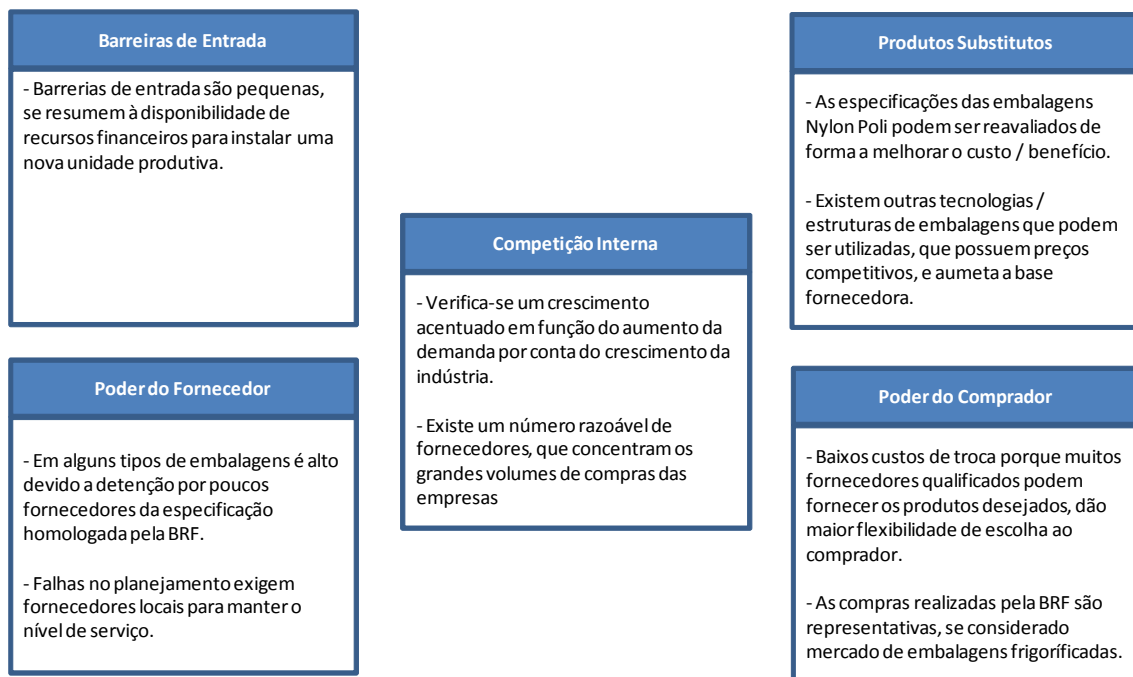 Barreiras de Entrada
- Barrerias de entrada são pequenas,
se resumem à disponibilidade de
recursos financeiros para instalar uma
nova unidade produtiva.
Poder do Fornecedor
- Em alguns tipos de embalagens é alto
devido a detenção por poucos
fornecedores da especificação
homologada pela BRF.
- Falhas no planejamento exigem
fornecedores locais para manter o
nível de serviço.
Competição Interna
- Verifica-se um crescimento
acentuado em função do aumento da
demanda por conta do crescimento da
indústria.
- Existe um número razoável de
fornecedores, que concentram os
grandes volumes de compras das
empresas
Produtos Substitutos
- As especificações das embalagens
Nylon Poli podem ser reavaliados de
forma a melhorar o custo / benefício.
- Existem outras tecnologias /
estruturas de embalagens que podem
ser utilizadas, que possuem preços
competitivos, e aumeta a base
fornecedora.
Poder do Comprador
- Baixos custos de troca porque muitos
fornecedores qualificados podem
fornecer os produtos desejados, dão
maior flexibilidade de escolha ao
comprador.
- As compras realizadas pela BRF são
representativas, se considerado
mercado de embalagens frigoríficadas.